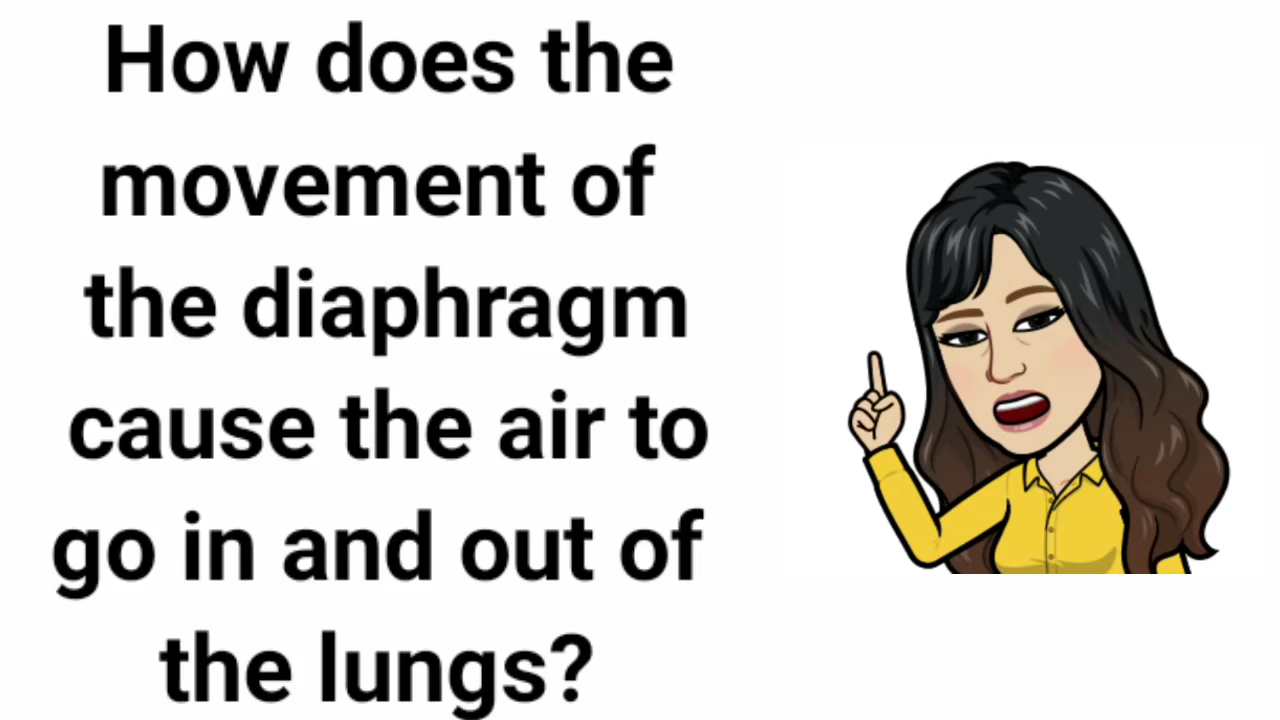 How does the
movement of
the diaphragm
cause the air to
go in and out of
the lungs?